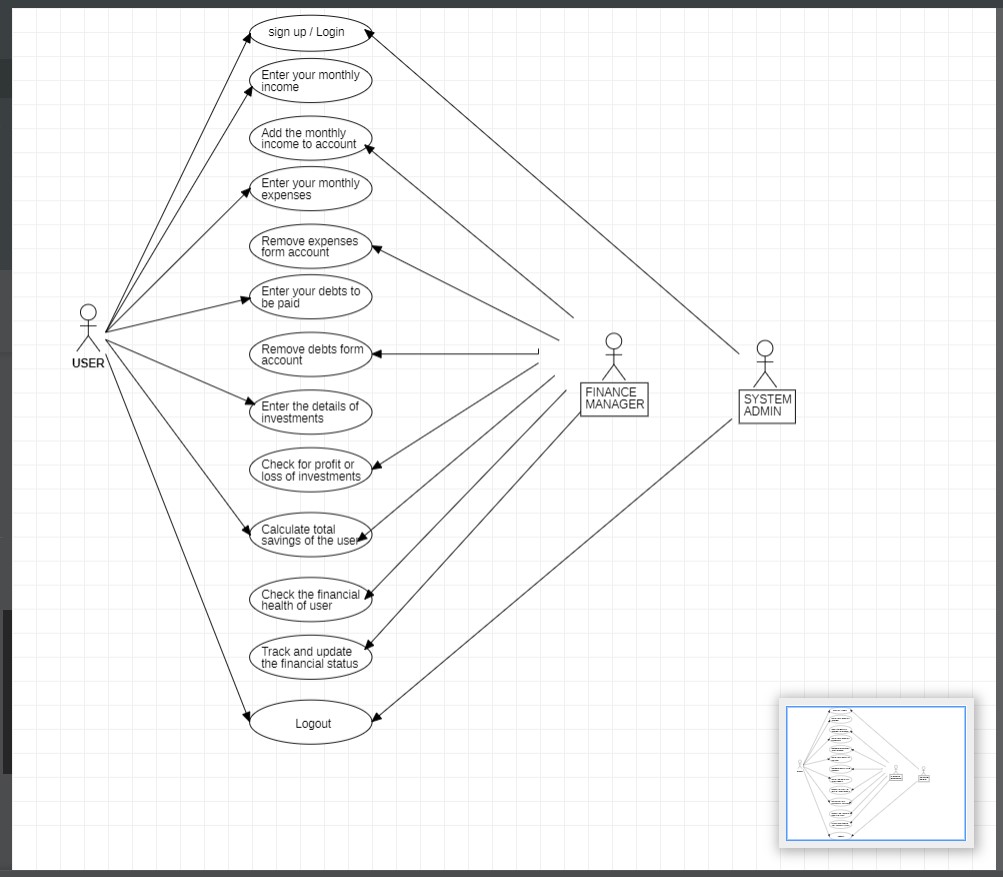 sign up / Login
Enter your monthly
income
Add the monthly
income to account
Enter your monthly
expenses
Remove expenses
form account
Enter your debts to
be paid
Remove debts form
account
Enter the details of
investments
Check for profit or
loss of investments
Calculate total
savings of the user
Check the financial
health of user
Track and update
the financial status
Logout
USER
FINANCE
MANAGER
SYSTEM
ADMIN